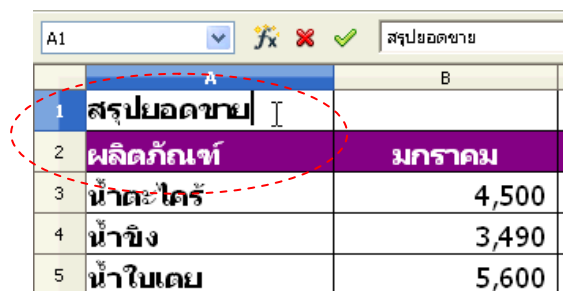 A1 fx สรุปยอดขาย
A B
1 สรุปยอดขาย
2 ผลิตภัณฑ์ มกราคม
3 น้ำตะไคร้ 4,500
4 น้ำขิง 3,490
5 น้ำใบเตย 5,600